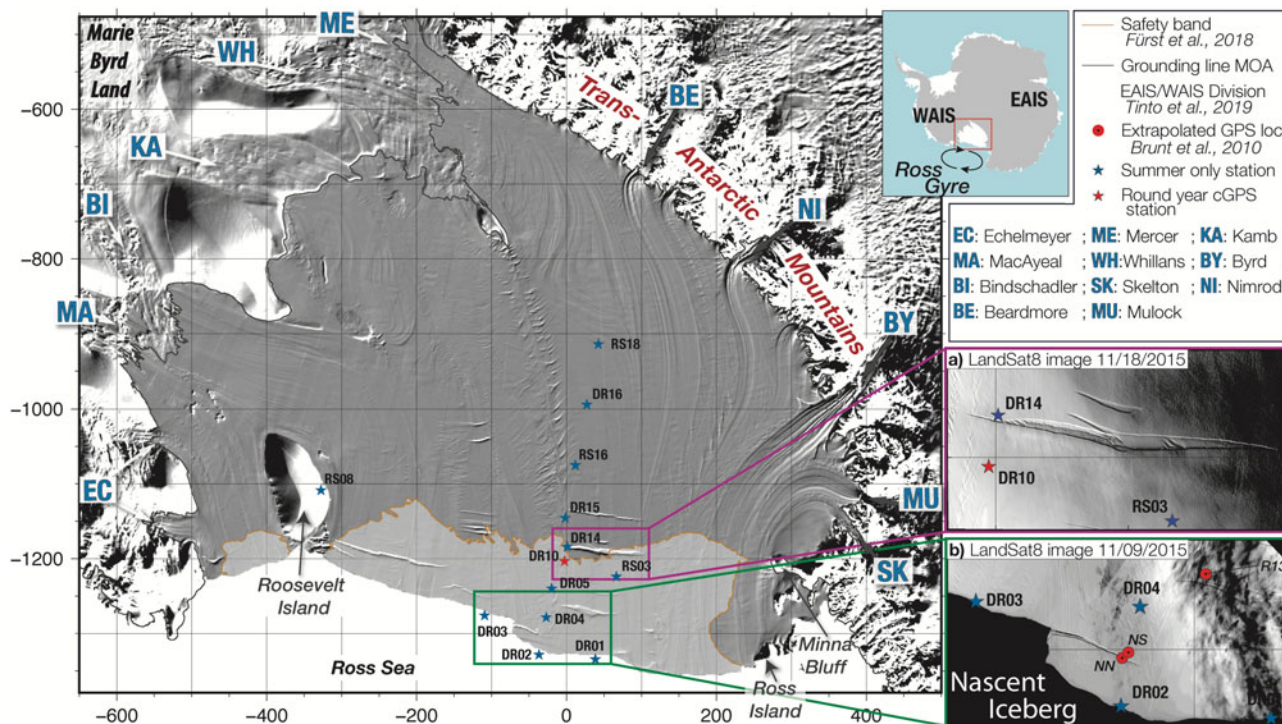 Marie
Byrd
Land
ME
WH
KA
BI
MA
EC
BE
NI
BY
MU
SK
Trans-
Antarctic
Mountains
RS18
DR16
RS16
RS08
DR15
DR14
DR10
RS03
DR05
DR04
DR03
DR02
DR01
Roosevelt
Island
Ross Sea
Minna
Bluff
Ross
Island
−600
−800
−1000
−1200
−600
−400
−200
0
200
400
WAIS
EAIS
Ross
Gyre
Safety band
Fürst et al., 2018
Grounding line MOA
EAIS/WAIS Division
Tinto et al., 2019
Extrapolated GPS loc
Brunt et al., 2010
Summer only station
Round year cGPS
station
EC: Echelmeyer ; ME: Mercer ; KA: Kamb
MA: MacAyeal ; WH: Whillans ; BY: Byrd
BI: Bindschadler ; SK: Skelton ; NI: Nimrod
BE: Beardmore ; MU: Mulock
a) LandSat8 image 11/18/2015
DR14
DR10
RS03
b) LandSat8 image 11/09/2015
DR03
DR04
R13
NS
NN
DR02
Nascent
Iceberg